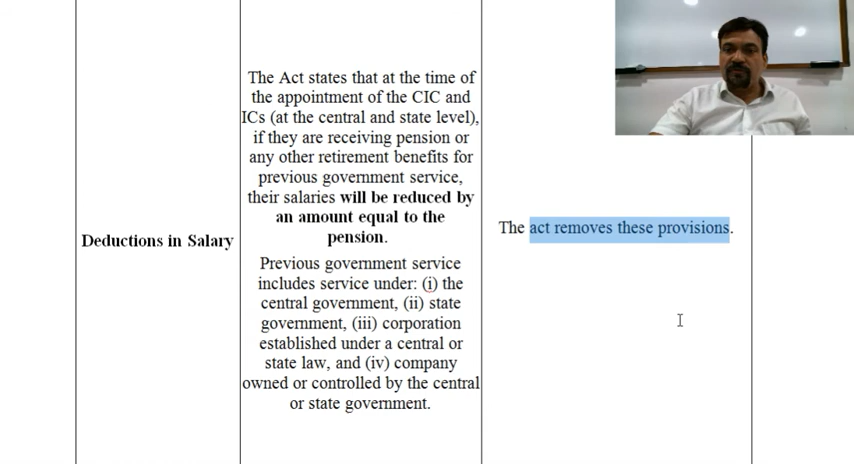 Deductions in Salary
The Act states that at the time of
the appointment of the CIC and
ICs (at the central and state level),
if they are receiving pension or
any other retirement benefits for
previous government service,
their salaries will be reduced by
an amount equal to the
pension.
Previous government service
includes service under: (i) the
central government, (ii) state
government, (iii) corporation
established under a central or
state law, and (iv) company
owned or controlled by the central
or state government.
The act removes these provisions.